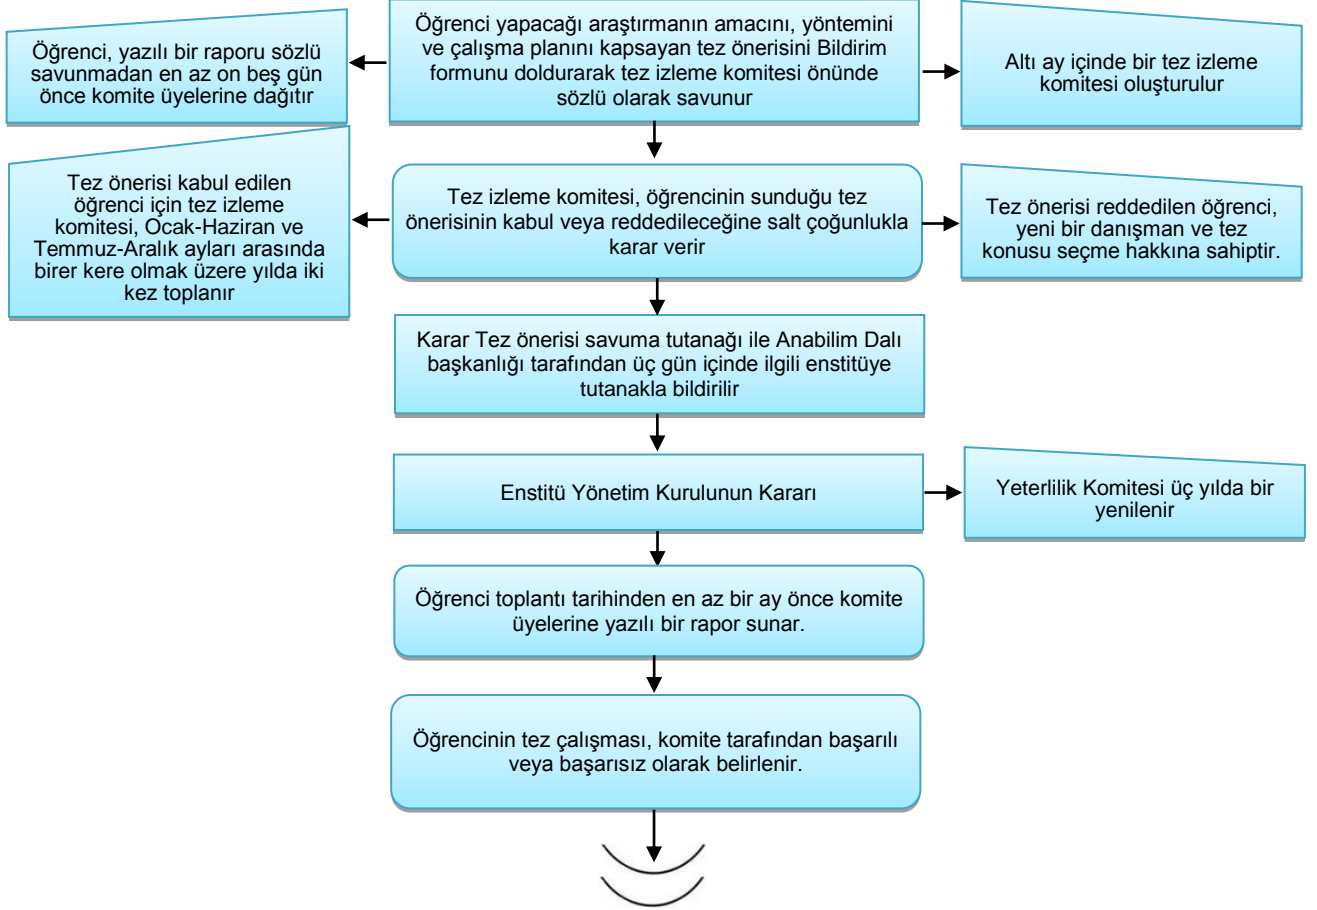 Öğrenci, yazılı bir raporu sözlü
savunmadan en az on beş gün
önce komite üyelerine dağıtır
Öğrenci yapacağı araştırmanın amacını, yöntemini
ve çalışma planını kapsayan tez önerisini Bildirim
formunu doldurarak tez izleme komitesi önünde
sözlü olarak savunur
Altı ay içinde bir tez izleme
komitesi oluşturulur
Tez önerisi kabul edilen
öğrenci için tez izleme
komitesi, Ocak-Haziran ve
Temmuz-Aralık ayları arasında
birer kere olmak üzere yılda iki
kez toplanır
Tez izleme komitesi, öğrencinin sunduğu tez
önerisinin kabul veya reddedileceğine salt çoğunlukla
karar verir
Tez önerisi reddedilen öğrenci,
yeni bir danışman ve tez
konusu seçme hakkına sahiptir.
Karar Tez önerisi savuma tutanağı ile Anabilim Dalı
başkanlığı tarafından üç gün içinde ilgili enstitüye
tutanakla bildirilir
Enstitü Yönetim Kurulunun Kararı
Yeterlilik Komitesi üç yılda bir
yenilenir
Öğrenci toplantı tarihinden en az bir ay önce komite
üyelerine yazılı bir rapor sunar.
Öğrencinin tez çalışması, komite tarafından başarılı
veya başarısız olarak belirlenir.